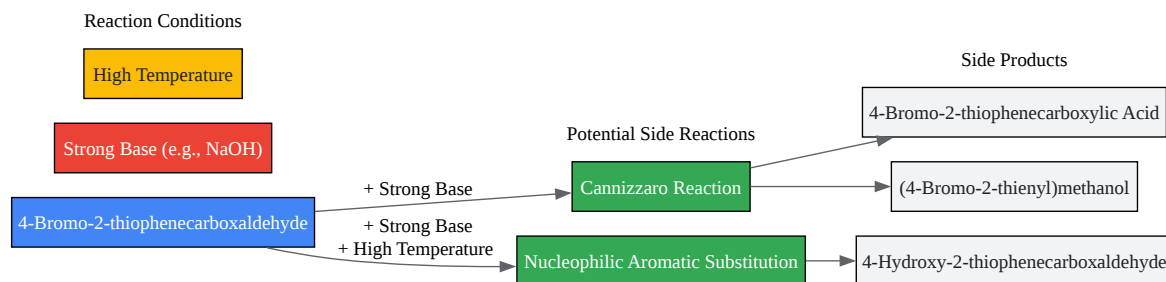 Reaction Conditions
High Temperature
Strong Base (e.g., NaOH)
4-Bromo-2-thiophenecarboxaldehyde
+ Strong Base
+ Strong Base
+ High Temperature
Potential Side Reactions
Cannizzaro Reaction
Nucleophilic Aromatic Substitution
Side Products
4-Bromo-2-thiophenecarboxylic Acid
(4-Bromo-2-thienyl)methanol
4-Hydroxy-2-thiophenecarboxaldehyde